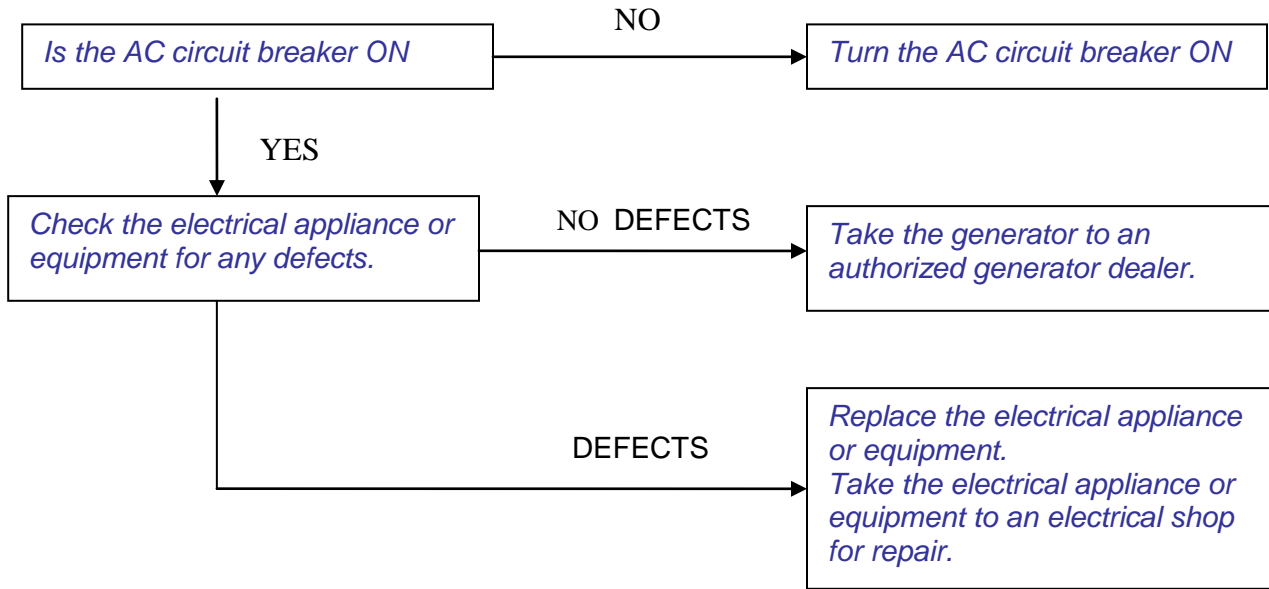 NO
Is the AC circuit breaker ON
Turn the AC circuit breaker ON
YES
Check the electrical appliance or
equipment for any defects.
NO DEFECTS
Take the generator to an
authorized generator dealer.
DEFECTS
Replace the electrical appliance
or equipment.
Take the electrical appliance or
equipment to an electrical shop
for repair.